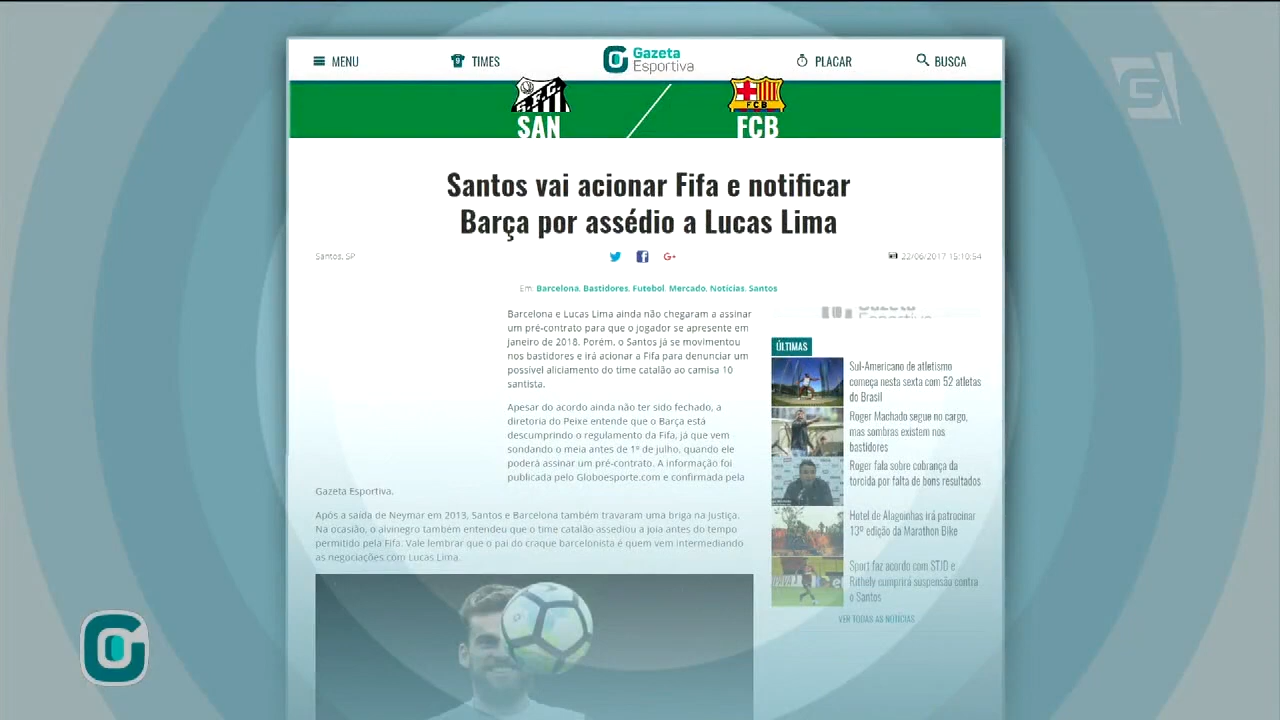 MENU
TIMES
Gazeta
Esportiva
PLACAR
BUSCA
SAN
FCB
Santos vai acionar Fifa e notificar
Barça por assédio a Lucas Lima
Santos, SP
22/06/2017 15:10:54
Em: Barcelona, Bastidores, Futebol, Mercado, Notícias, Santos
Barcelona e Lucas Lima ainda não chegaram a assinar
um pré-contrato para que o jogador se apresente em
janeiro de 2018. Porém, o Santos já se movimentou
nos bastidores e irá acionar a Fifa para denunciar um
possível aliciamento do time catalão ao camisa 10
santista.
Apesar do acordo ainda não ter sido fechado, a
diretoria do Peixe entende que o Barça está
descumprindo o regulamento da Fifa, já que vem
sondando o meia antes de 1º de julho, quando ele
poderá assinar um pré-contrato. A informação foi
publicada pelo Globoesporte.com e confirmada pela
Gazeta Esportiva.
Após a saída de Neymar em 2013, Santos e Barcelona também travaram uma briga na justiça.
Na ocasião, o alvinegro também entendeu que o time catalão assediou a joia antes do tempo
permitido pela Fifa. Vale lembrar que o pai do craque barcelonista é quem vem intermediando
as negociações com Lucas Lima.
Esportiva
ÚLTIMAS
Sul-Americano de atletismo
começa nesta sexta com 52 atletas
do Brasil
Roger Machado segue no cargo,
mas sombras existem nos
bastidores
Roger fala sobre cobrança da
torcida por falta de bons resultados
Hotel de Alagoinhas irá patrocinar
13ª edição da Marathon Bike
Sport faz acordo com STJD e
Rithely cumprirá suspensão contra
o Santos
VER TODAS AS NOTÍCIAS